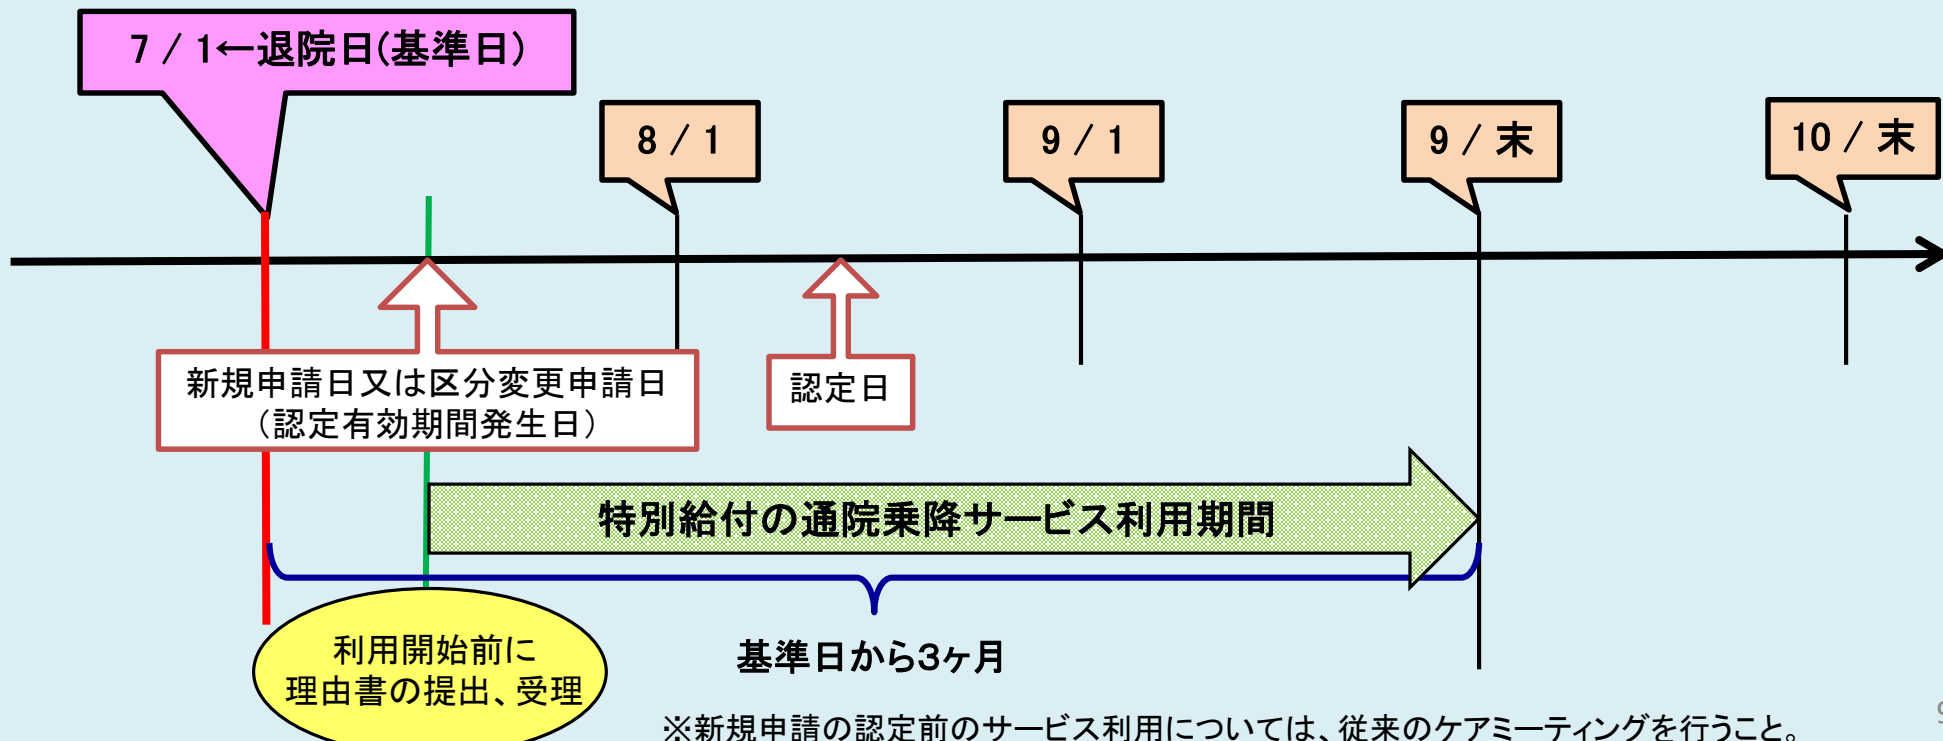 7 / 1←退院日(基準日)
8 / 1
9 / 1
9 / 末
10 / 末
新規申請日又は区分変更申請日
（認定有効期間発生日）
認定日
特別給付の通院乗降サービス利用期間
利用開始前に
理由書の提出、受理
基準日から3ヶ月
※新規申請の認定前のサービス利用については、従来のケアミーティングを行うこと。